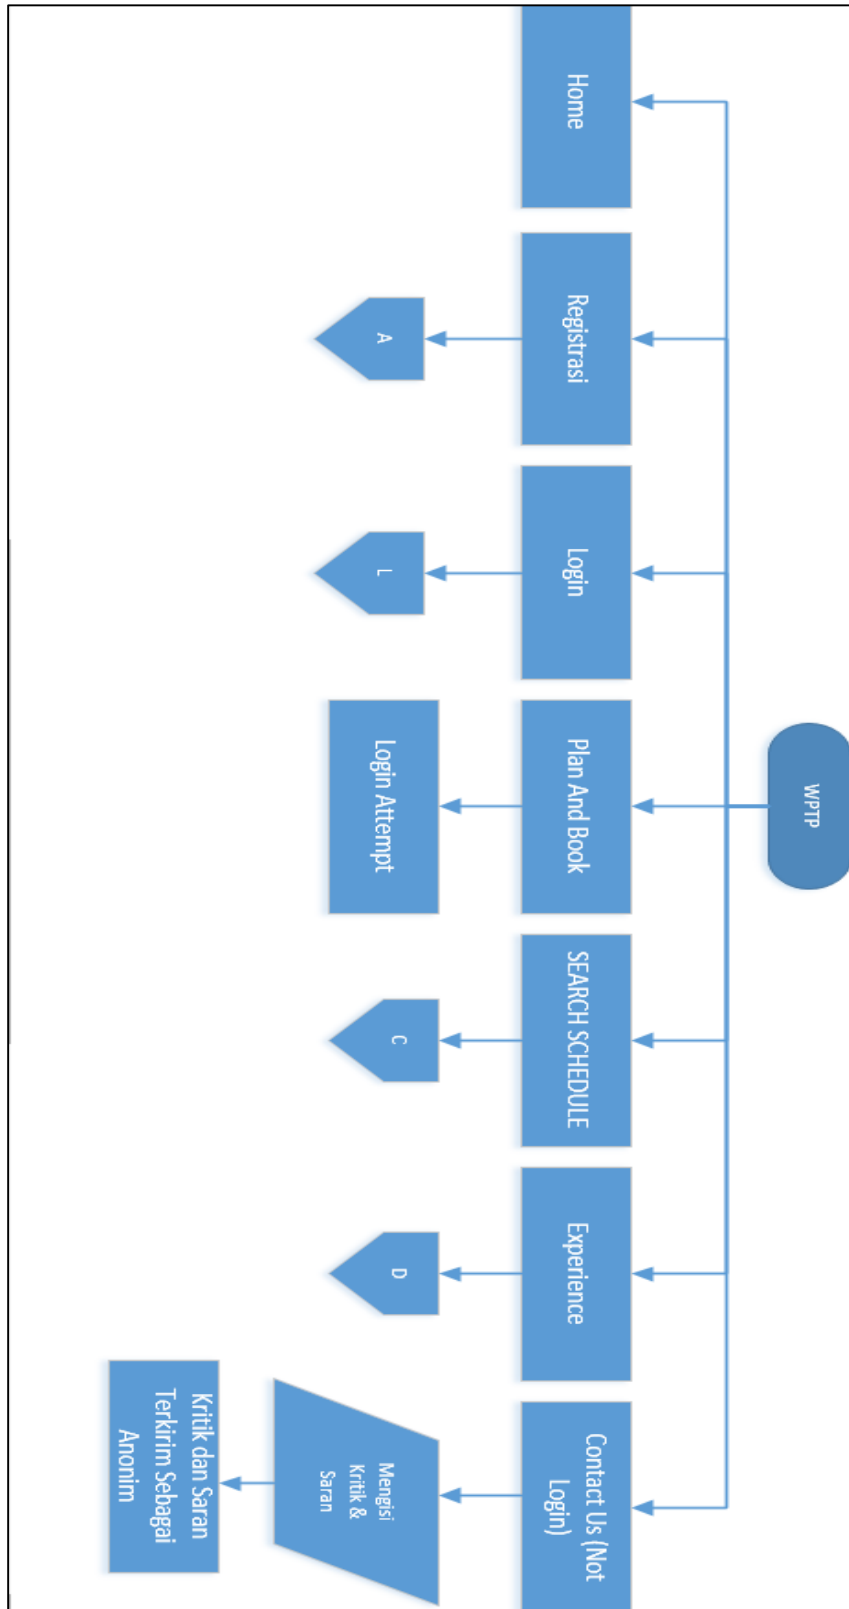 WPTP
Home
Registrasi
Login
Plan And Book
SEARCH SCHEDULE
Experience
Contact Us (Not
Login)
A
L
Login Attempt
C
D
Mengisi
Kritik &
Saran
Kritik dan Saran
Terkirim Sebagai
Anonim